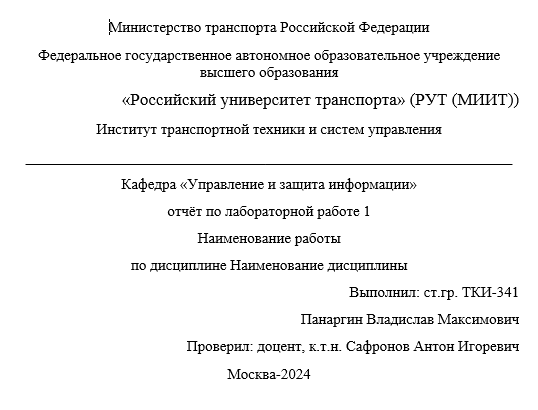 Министерство транспорта Российской Федерации
Федеральное государственное автономное образовательное учреждение
высшего образования
«Российский университет транспорта» (РУТ (МИИТ))
Институт транспортной техники и систем управления
Кафедра «Управление и защита информации»
отчёт по лабораторной работе 1
Наименование работы
по дисциплине Наименование дисциплины
Выполнил: ст.гр. ТКИ-341
Панаргин Владислав Максимович
Проверил: доцент, к.т.н. Сафронов Антон Игоревич
Москва-2024